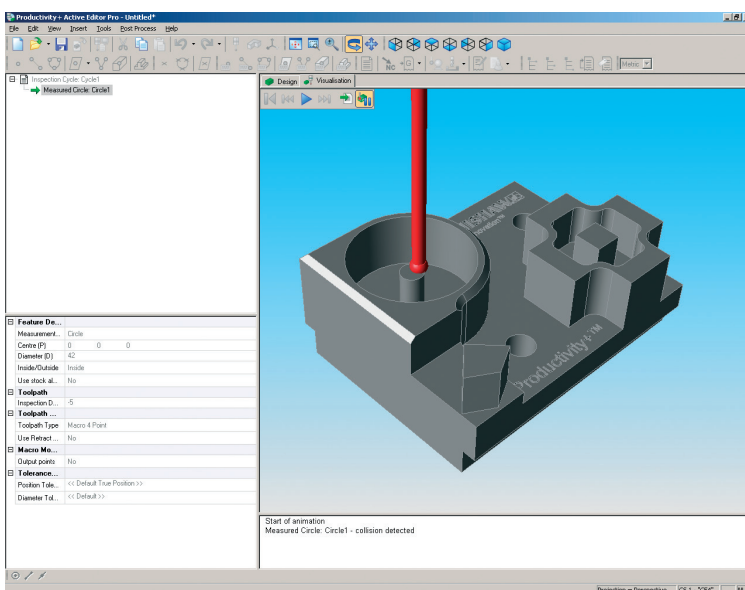 Productivity+ Active Editor Pro - Untitled*
File Edit View Insert Tools Post Process Help
NC Metric
Inspection Cycle: Cycle1
Measured Circle: Circle1
Design Visualisation
Productivity+™
Feature De...
Measurement... Circle
Centre (P) 0 0 0
Diameter (D) 42
Inside/Outside Inside
Use stock al... No
Toolpath
Inspection D... -5
Toolpath ...
Toolpath Type Macro 4 Point
Use Retract ... No
Macro Mo...
Output points No
Tolerance...
Position Tole... << Default True Position >>
Diameter Tol... << Default >>
Start of animation
Measured Circle: Circle1 - collision detected